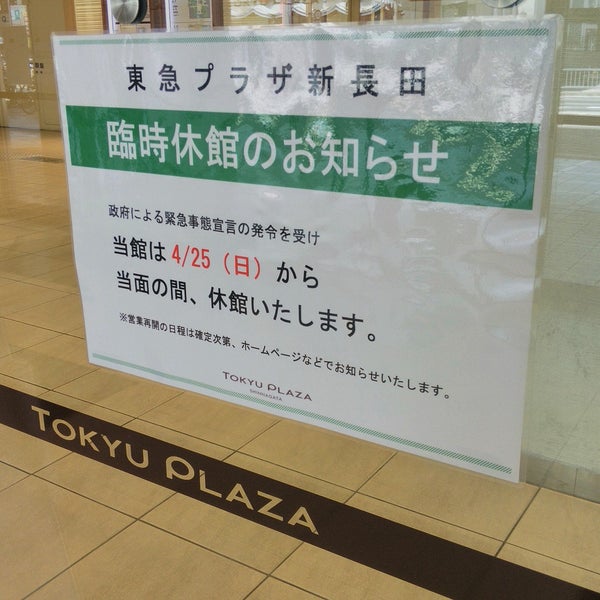 東急プラザ新長田
臨時休館のお知らせ
政府による緊急事態宣言の発令を受け
当館は4/25（日）から
当面の間、休館いたします。
※営業再開の日程は確定次第、ホームページなどでお知らせいたします。
TOKYU PLAZA
SHINNAGATA
TOKYU PLAZA